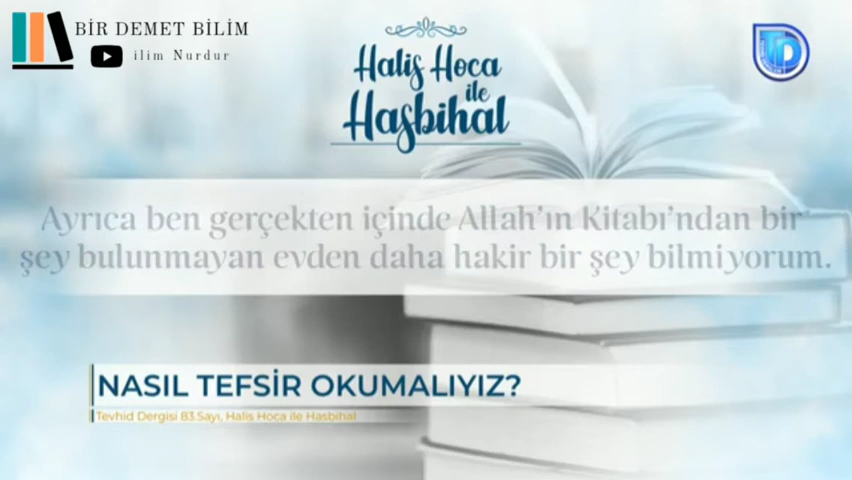 BİR DEMET BİLİM
ilim Nurdur
Halis Hoca
ile
Hasbihal
Ayrıca ben gerçekten içinde Allah'ın Kitabı'ndan bir
şey bulunmayan evden daha hakir bir şey bilmiyorum.
NASIL TEFSİR OKUMALIYIZ?
Tevhid Dergisi 83.Sayı, Halis Hoca ile Hasbihal